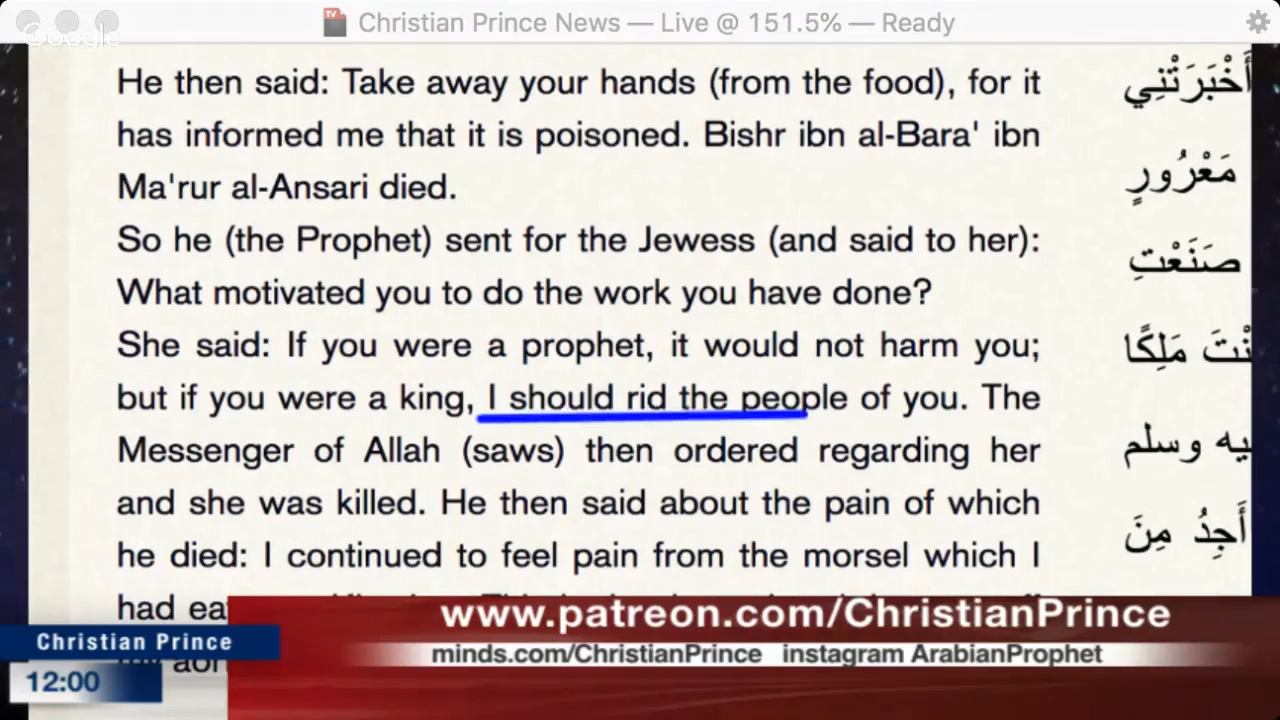 Christian Prince News — Live @ 151.5% — Ready
Google
He then said: Take away your hands (from the food), for it
has informed me that it is poisoned. Bishr ibn al-Bara' ibn
Ma'rur al-Ansari died.
So he (the Prophet) sent for the Jewess (and said to her):
What motivated you to do the work you have done?
She said: If you were a prophet, it would not harm you;
but if you were a king, I should rid the people of you. The
Messenger of Allah (saws) then ordered regarding her
and she was killed. He then said about the pain of which
he died: I continued to feel pain from the morsel which I
had
أَخْبَرَتْنِي
مَعْرُورٍ
صَنَعْتِ
مَلِكًا
وسلم
أَجِدُ مِنَ
www.patreon.com/ChristianPrince
minds.com/ChristianPrince instagram ArabianProphet
Christian Prince
12:00